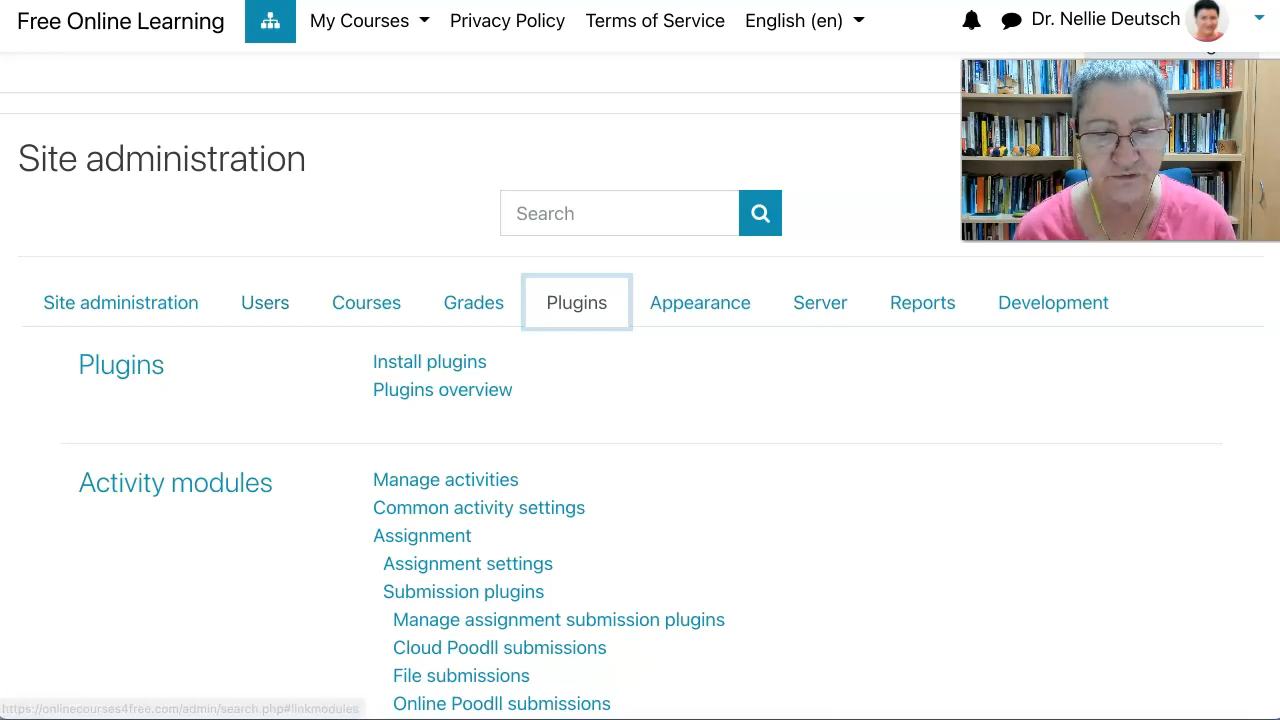 Free Online Learning My Courses Privacy Policy Terms of Service English (en) Dr. Nellie Deutsch
Site administration
Search
Site administration Users Courses Grades Plugins Appearance Server Reports Development
Plugins
Install plugins
Plugins overview
Activity modules
Manage activities
Common activity settings
Assignment
Assignment settings
Submission plugins
Manage assignment submission plugins
Cloud Poodll submissions
File submissions
Online Poodll submissions
https://onlinecourses4free.com/admin/search.php#linkmodules